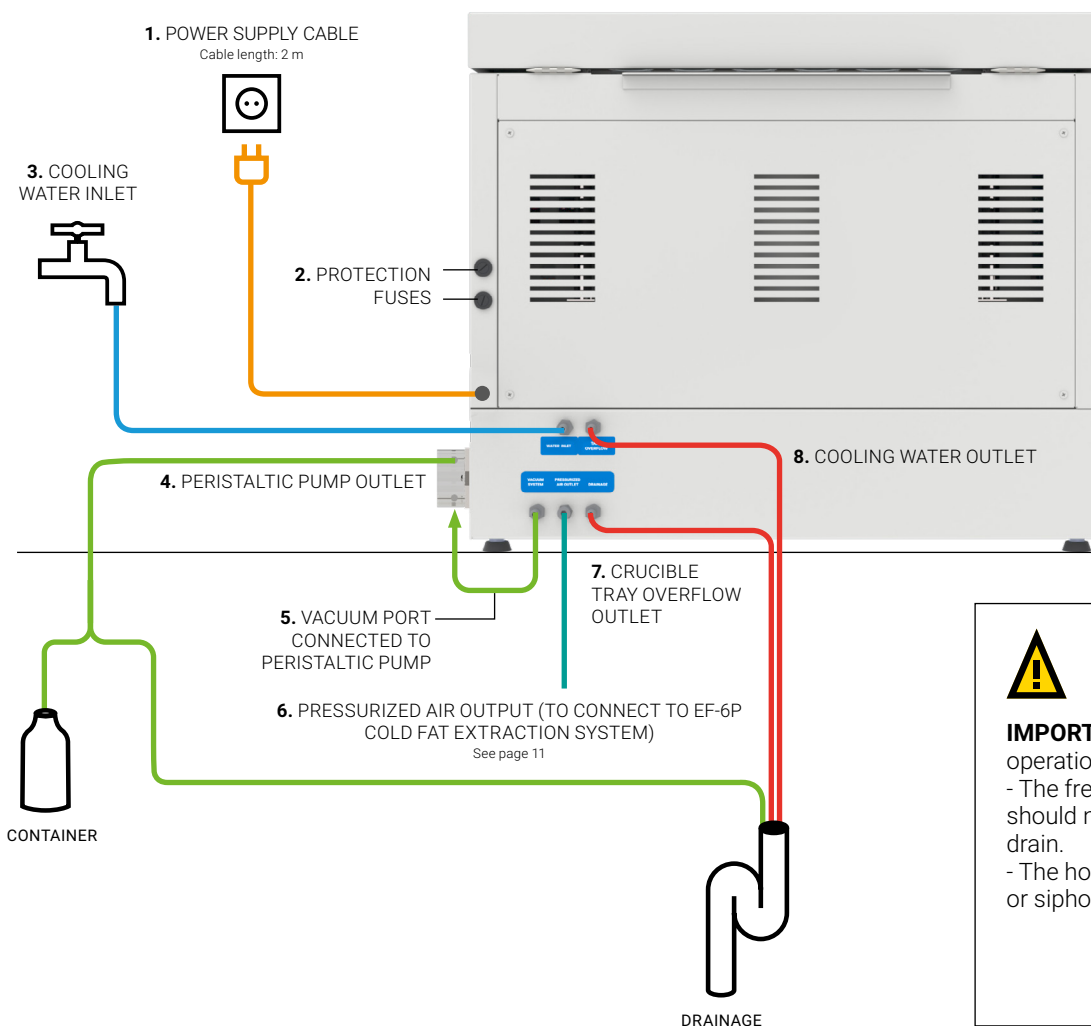 1. POWER SUPPLY CABLE
Cable length: 2 m
3. COOLING
WATER INLET
2. PROTECTION
FUSES
WATER INLET
OVERFLOW
8. COOLING WATER OUTLET
4. PERISTALTIC PUMP OUTLET
VACUUM
SYSTEM
PRESSURIZED
AIR OUTLET
DRAINAGE
7. CRUCIBLE
TRAY OVERFLOW
OUTLET
5. VACUUM PORT
CONNECTED TO
PERISTALTIC PUMP
6. PRESSURIZED AIR OUTPUT (TO CONNECT TO EF-6P
COLD FAT EXTRACTION SYSTEM)
See page 11
CONTAINER
DRAINAGE
IMPORT
operatio
- The fre
should
drain.
- The ho
or sipho